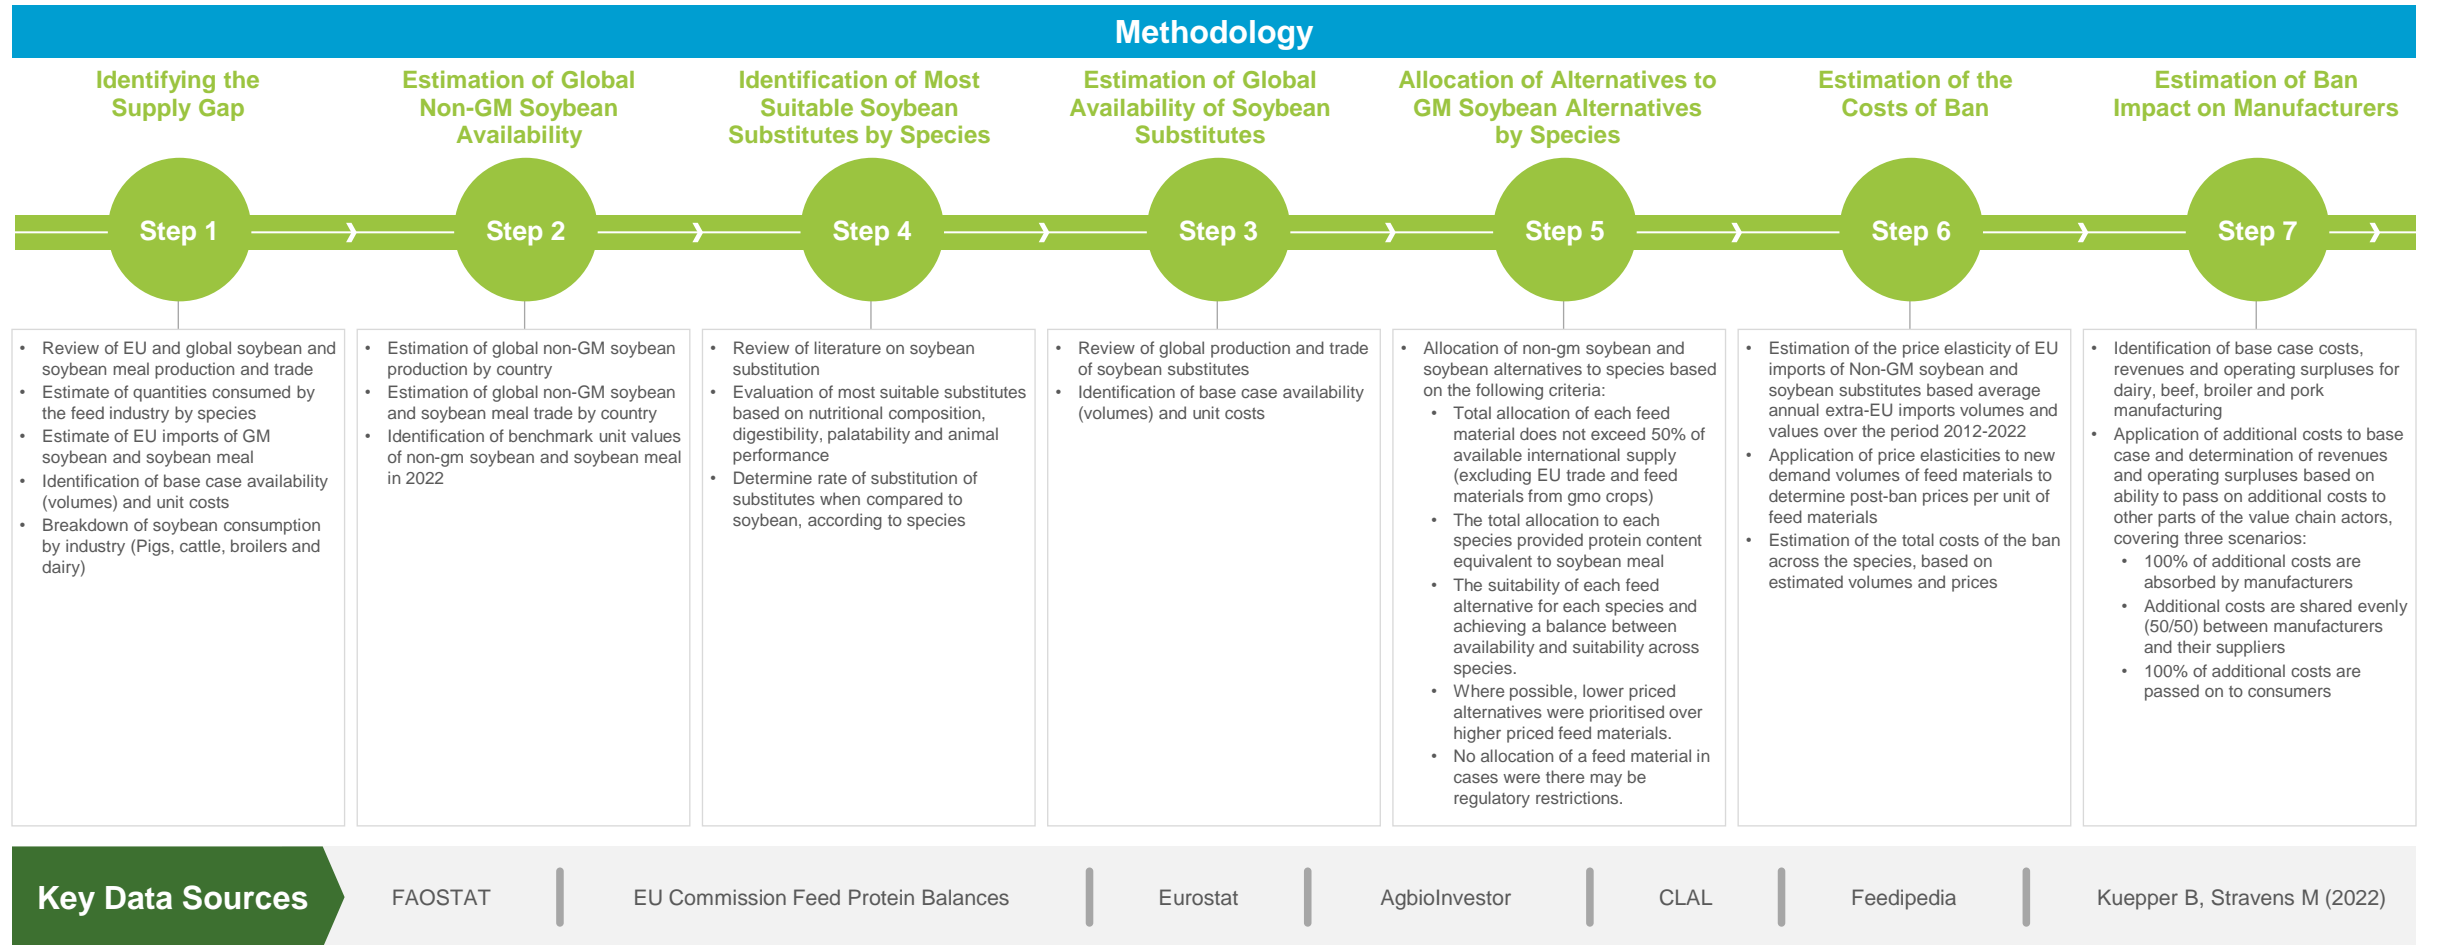 Methodology
Identifying the
Supply Gap
Estimation of Global
Non-GM Soybean
Availability
Identification of Most
Suitable Soybean
Substitutes by Species
Estimation of Global
Availability of Soybean
Substitutes
Allocation of Alternatives to
GM Soybean Alternatives
by Species
Estimation of the
Costs of Ban
Estimation of Ban
Impact on Manufacturers
Step 1
Step 2
Step 4
Step 3
Step 5
Step 6
Step 7
• Review of EU and global soybean and
soybean meal production and trade
• Estimate of quantities consumed by
the feed industry by species
• Estimate of EU imports of GM
soybean and soybean meal
• Identification of base case availability
(volumes) and unit costs
• Breakdown of soybean consumption
by industry (Pigs, cattle, broilers and
dairy)
• Estimation of global non-GM soybean
production by country
• Estimation of global non-GM soybean
and soybean meal trade by country
• Identification of benchmark unit values
of non-gm soybean and soybean meal
in 2022
• Review of literature on soybean
substitution
• Evaluation of most suitable substitutes
based on nutritional composition,
digestibility, palatability and animal
performance
• Determine rate of substitution of
substitutes when compared to
soybean, according to species
• Review of global production and trade
of soybean substitutes
• Identification of base case availability
(volumes) and unit costs
• Allocation of non-gm soybean and
soybean alternatives to species based
on the following criteria:
• Total allocation of each feed
material does not exceed 50% of
available international supply
(excluding EU trade and feed
materials from gmo crops)
• The total allocation to each
species provided protein content
equivalent to soybean meal
• The suitability of each feed
alternative for each species and
achieving a balance between
availability and suitability across
species.
• Where possible, lower priced
alternatives were prioritised over
higher priced feed materials.
• No allocation of a feed material in
cases were there may be
regulatory restrictions.
• Estimation of the price elasticity of EU
imports of Non-GM soybean and
soybean substitutes based average
annual extra-EU imports volumes and
values over the period 2012-2022
• Application of price elasticities to new
demand volumes of feed materials to
determine post-ban prices per unit of
feed materials
• Estimation of the total costs of the ban
across the species, based on
estimated volumes and prices
• Identification of base case costs,
revenues and operating surpluses for
dairy, beef, broiler and pork
manufacturing
• Application of additional costs to base
case and determination of revenues
and operating surpluses based on
ability to pass on additional costs to
other parts of the value chain actors,
covering three scenarios:
• 100% of additional costs are
absorbed by manufacturers
• Additional costs are shared evenly
(50/50) between manufacturers
and their suppliers
• 100% of additional costs are
passed on to consumers
Key Data Sources
FAOSTAT
EU Commission Feed Protein Balances
Eurostat
AgbioInvestor
CLAL
Feedipedia
Kuepper B, Stravens M (2022)